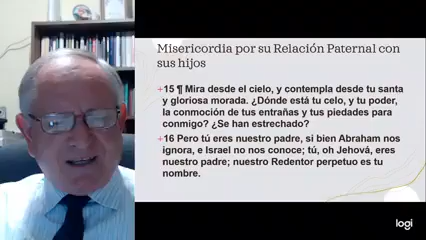 Misericordia por su Relación Paternal con
sus hijos
+15 ¶ Mira desde el cielo, y contempla desde tu santa
y gloriosa morada. ¿Dónde está tu celo, y tu poder,
la conmoción de tus entrañas y tus piedades para
conmigo? ¿Se han estrechado?
+16 Pero tú eres nuestro padre, si bien Abraham nos
ignora, e Israel no nos conoce; tú, oh Jehová, eres
nuestro padre; nuestro Redentor perpetuo es tu
nombre.
logi